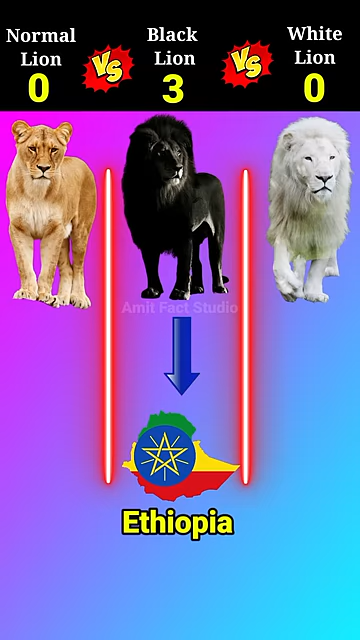 Normal
Lion
0
VS
Black
Lion
3
VS
White
Lion
0
Amit Fact Studio
Ethiopia